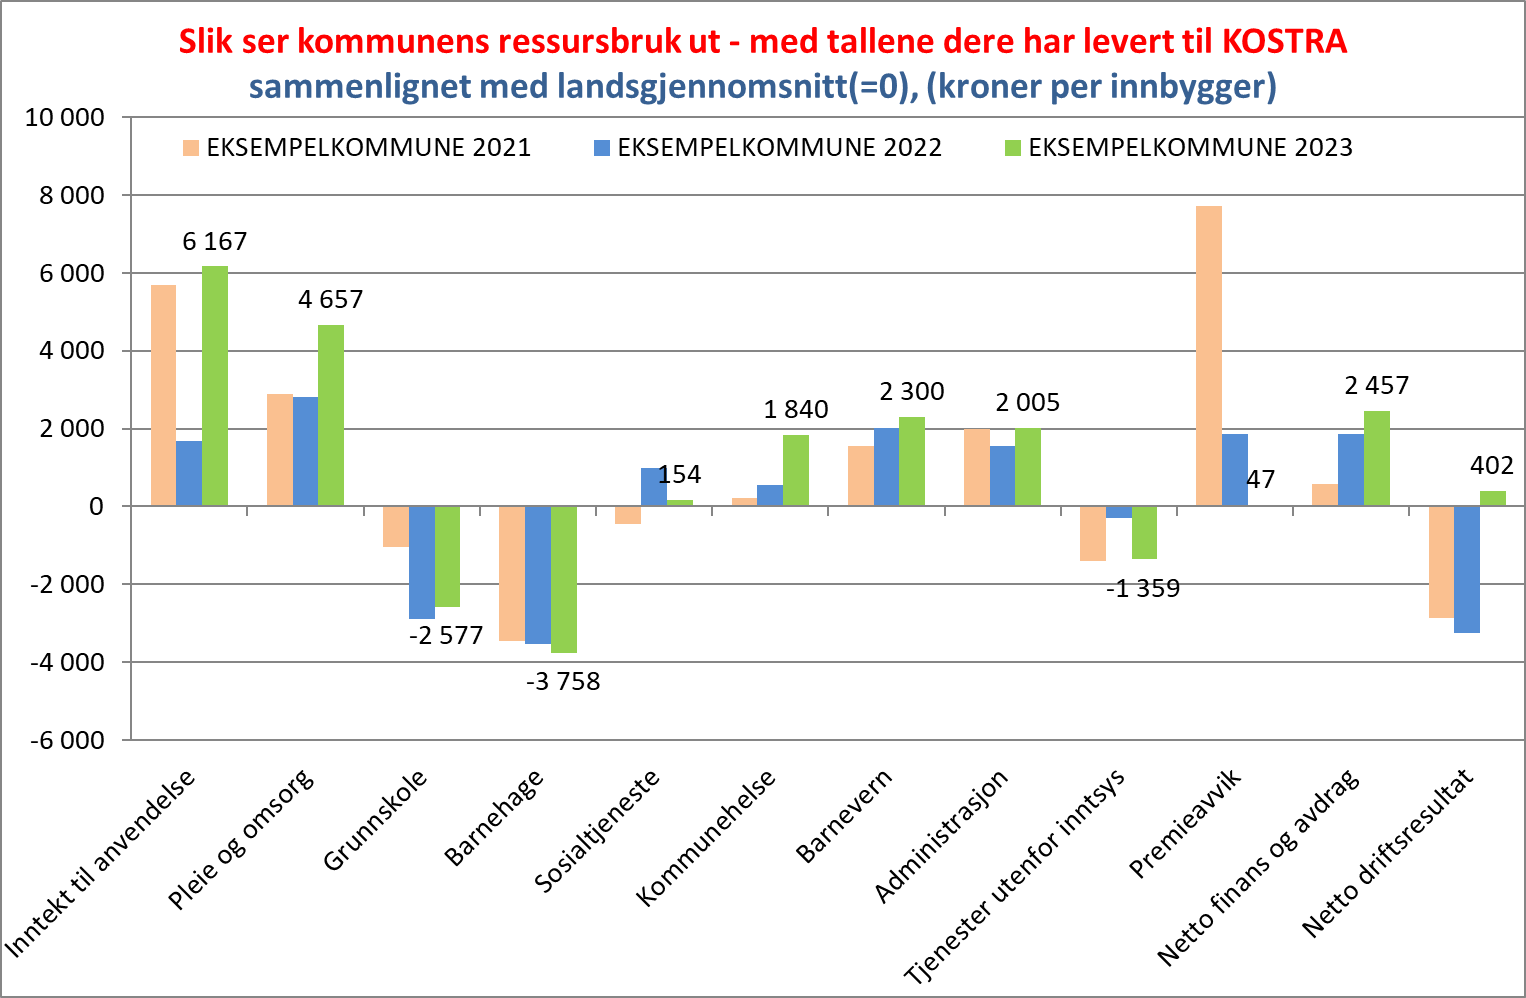 Slik ser kommunens ressursbruk ut - med tallene dere har levert til KOSTRA
sammenlignet med landsgjennomsnitt(=0), (kroner per innbygger)
EKSEMPELKOMMUNE 2021
EKSEMPELKOMMUNE 2022
EKSEMPELKOMMUNE 2023
10 000
8 000
6 000
4 000
2 000
0
-2 000
-4 000
-6 000
6 167
4 657
-2 577
-3 758
154
1 840
2 300
2 005
-1 359
47
2 457
402
Inntekt til anvendelse
Pleie og omsorg
Grunnskole
Barnehage
Sosialtjeneste
Kommunehelse
Barnevern
Administrasjon
Tjenester utenfor inntsys
Premieavvik
Netto finans og avdrag
Netto driftsresultat